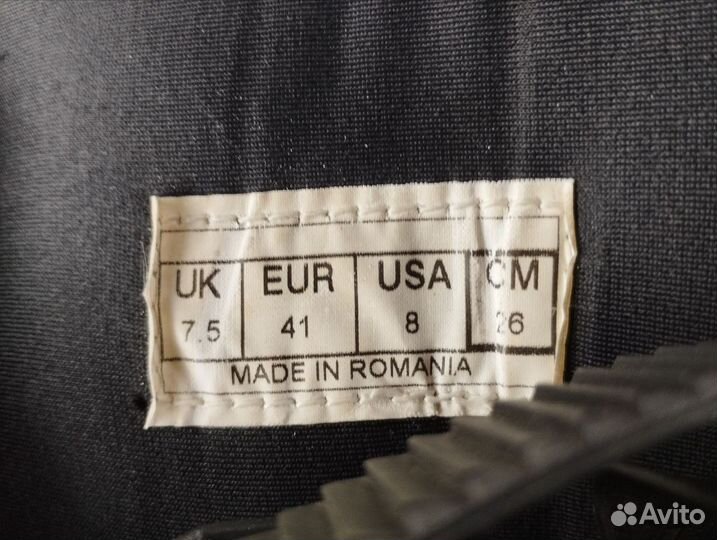 UK EUR USA CM
7.5 41 8 26
MADE IN ROMANIA
Avito